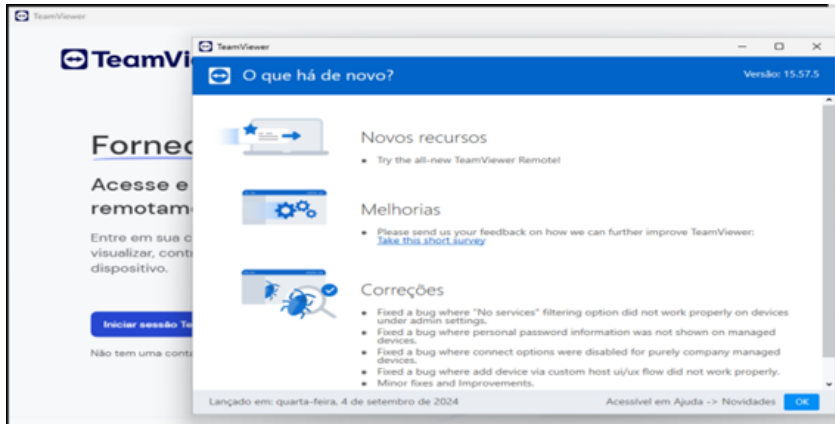 TeamViewer
TeamVi
Fornec
Acesse e
remotam
Entre em sua c
visualizar, cont
dispositivo.
Iniciar sessão Te
Não tem uma conta
TeamViewer
O que há de novo?
Versão: 15.57.5
Novos recursos
• Try the all-new TeamViewer Remote!
Melhorias
• Please send us your feedback on how we can further improve TeamViewer:
Take this short survey
Correções
• Fixed a bug where "No services" filtering option did not work properly on devices
under admin settings.
• Fixed a bug where personal password information was not shown on managed
devices.
• Fixed a bug where connect options were disabled for purely company managed
devices.
• Fixed a bug where add device via custom host ui/ux flow did not work properly.
• Minor fixes and Improvements.
Lançado em: quarta-feira, 4 de setembro de 2024
Acessível em Ajuda -> Novidades
OK